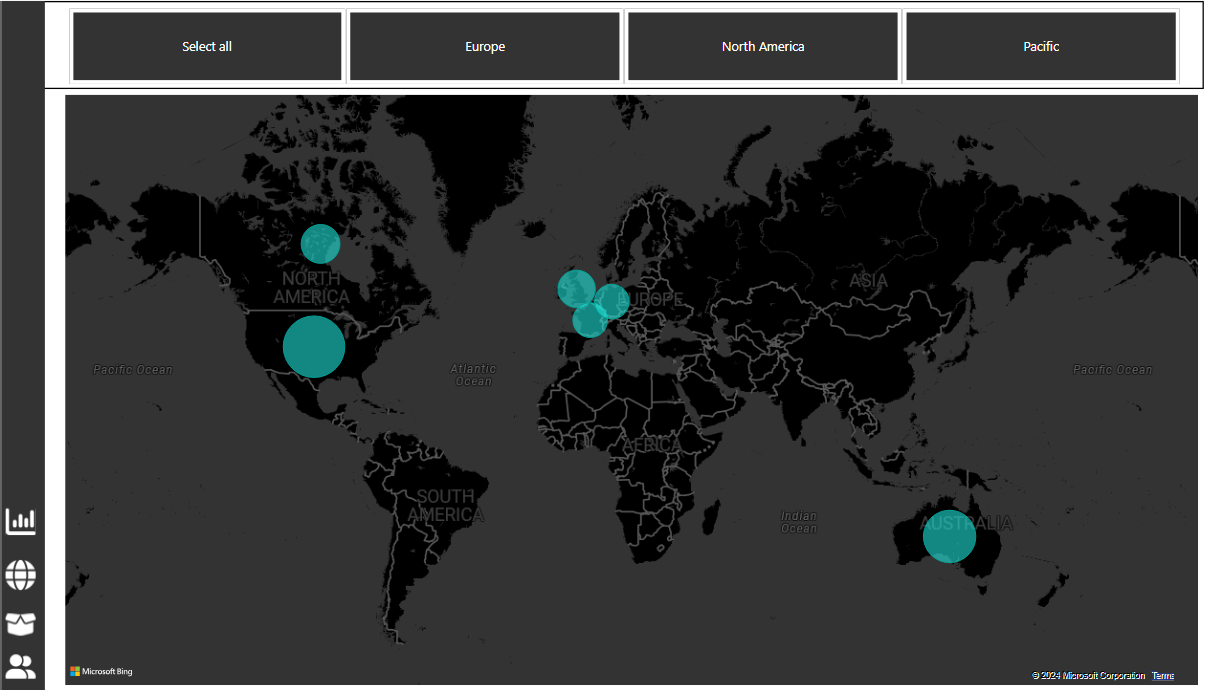 Select all
Europe
North America
Pacific
NORTH
AMERICA
EUROPE
ASIA
Pacific Ocean
Atlantic
Ocean
Pacific Ocean
AFRICA
SOUTH
AMERICA
Indian
Ocean
AUSTRALIA
Microsoft Bing
© 2024 Microsoft Corporation Terms